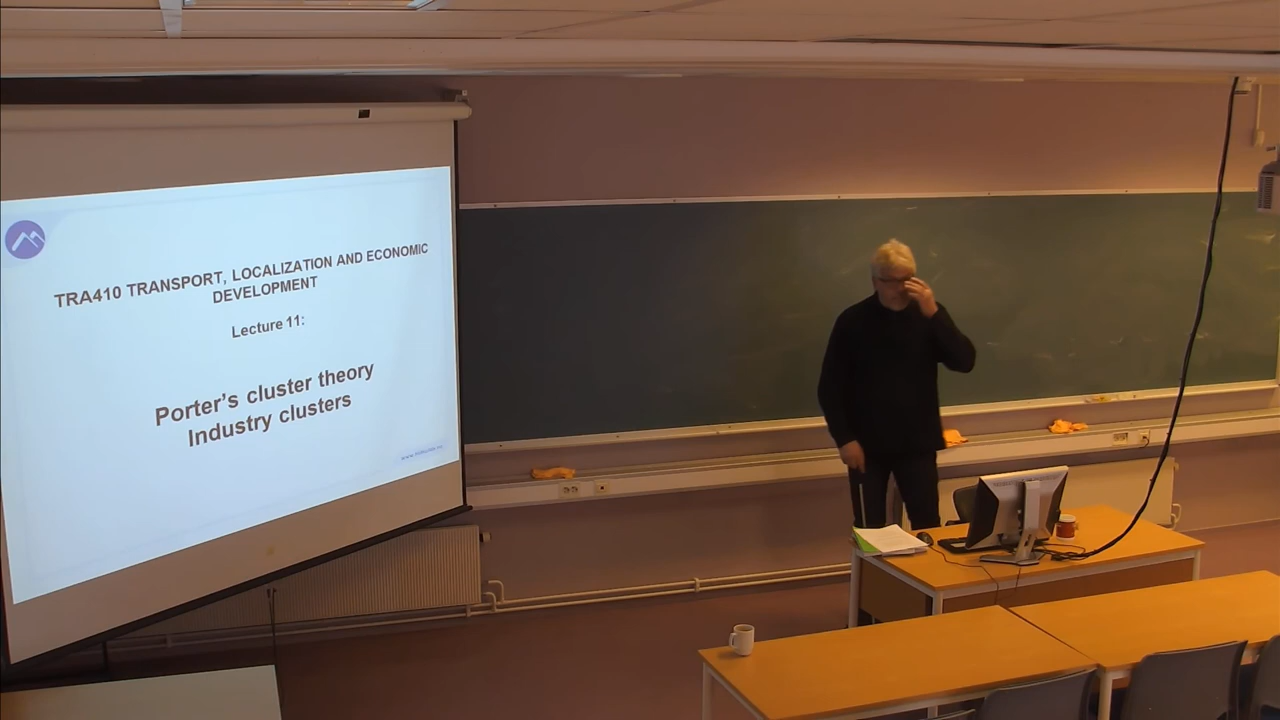 TRA410 TRANSPORT, LOCALIZATION AND ECONOMIC
DEVELOPMENT
Lecture 11:
Porter's cluster theory
Industry clusters